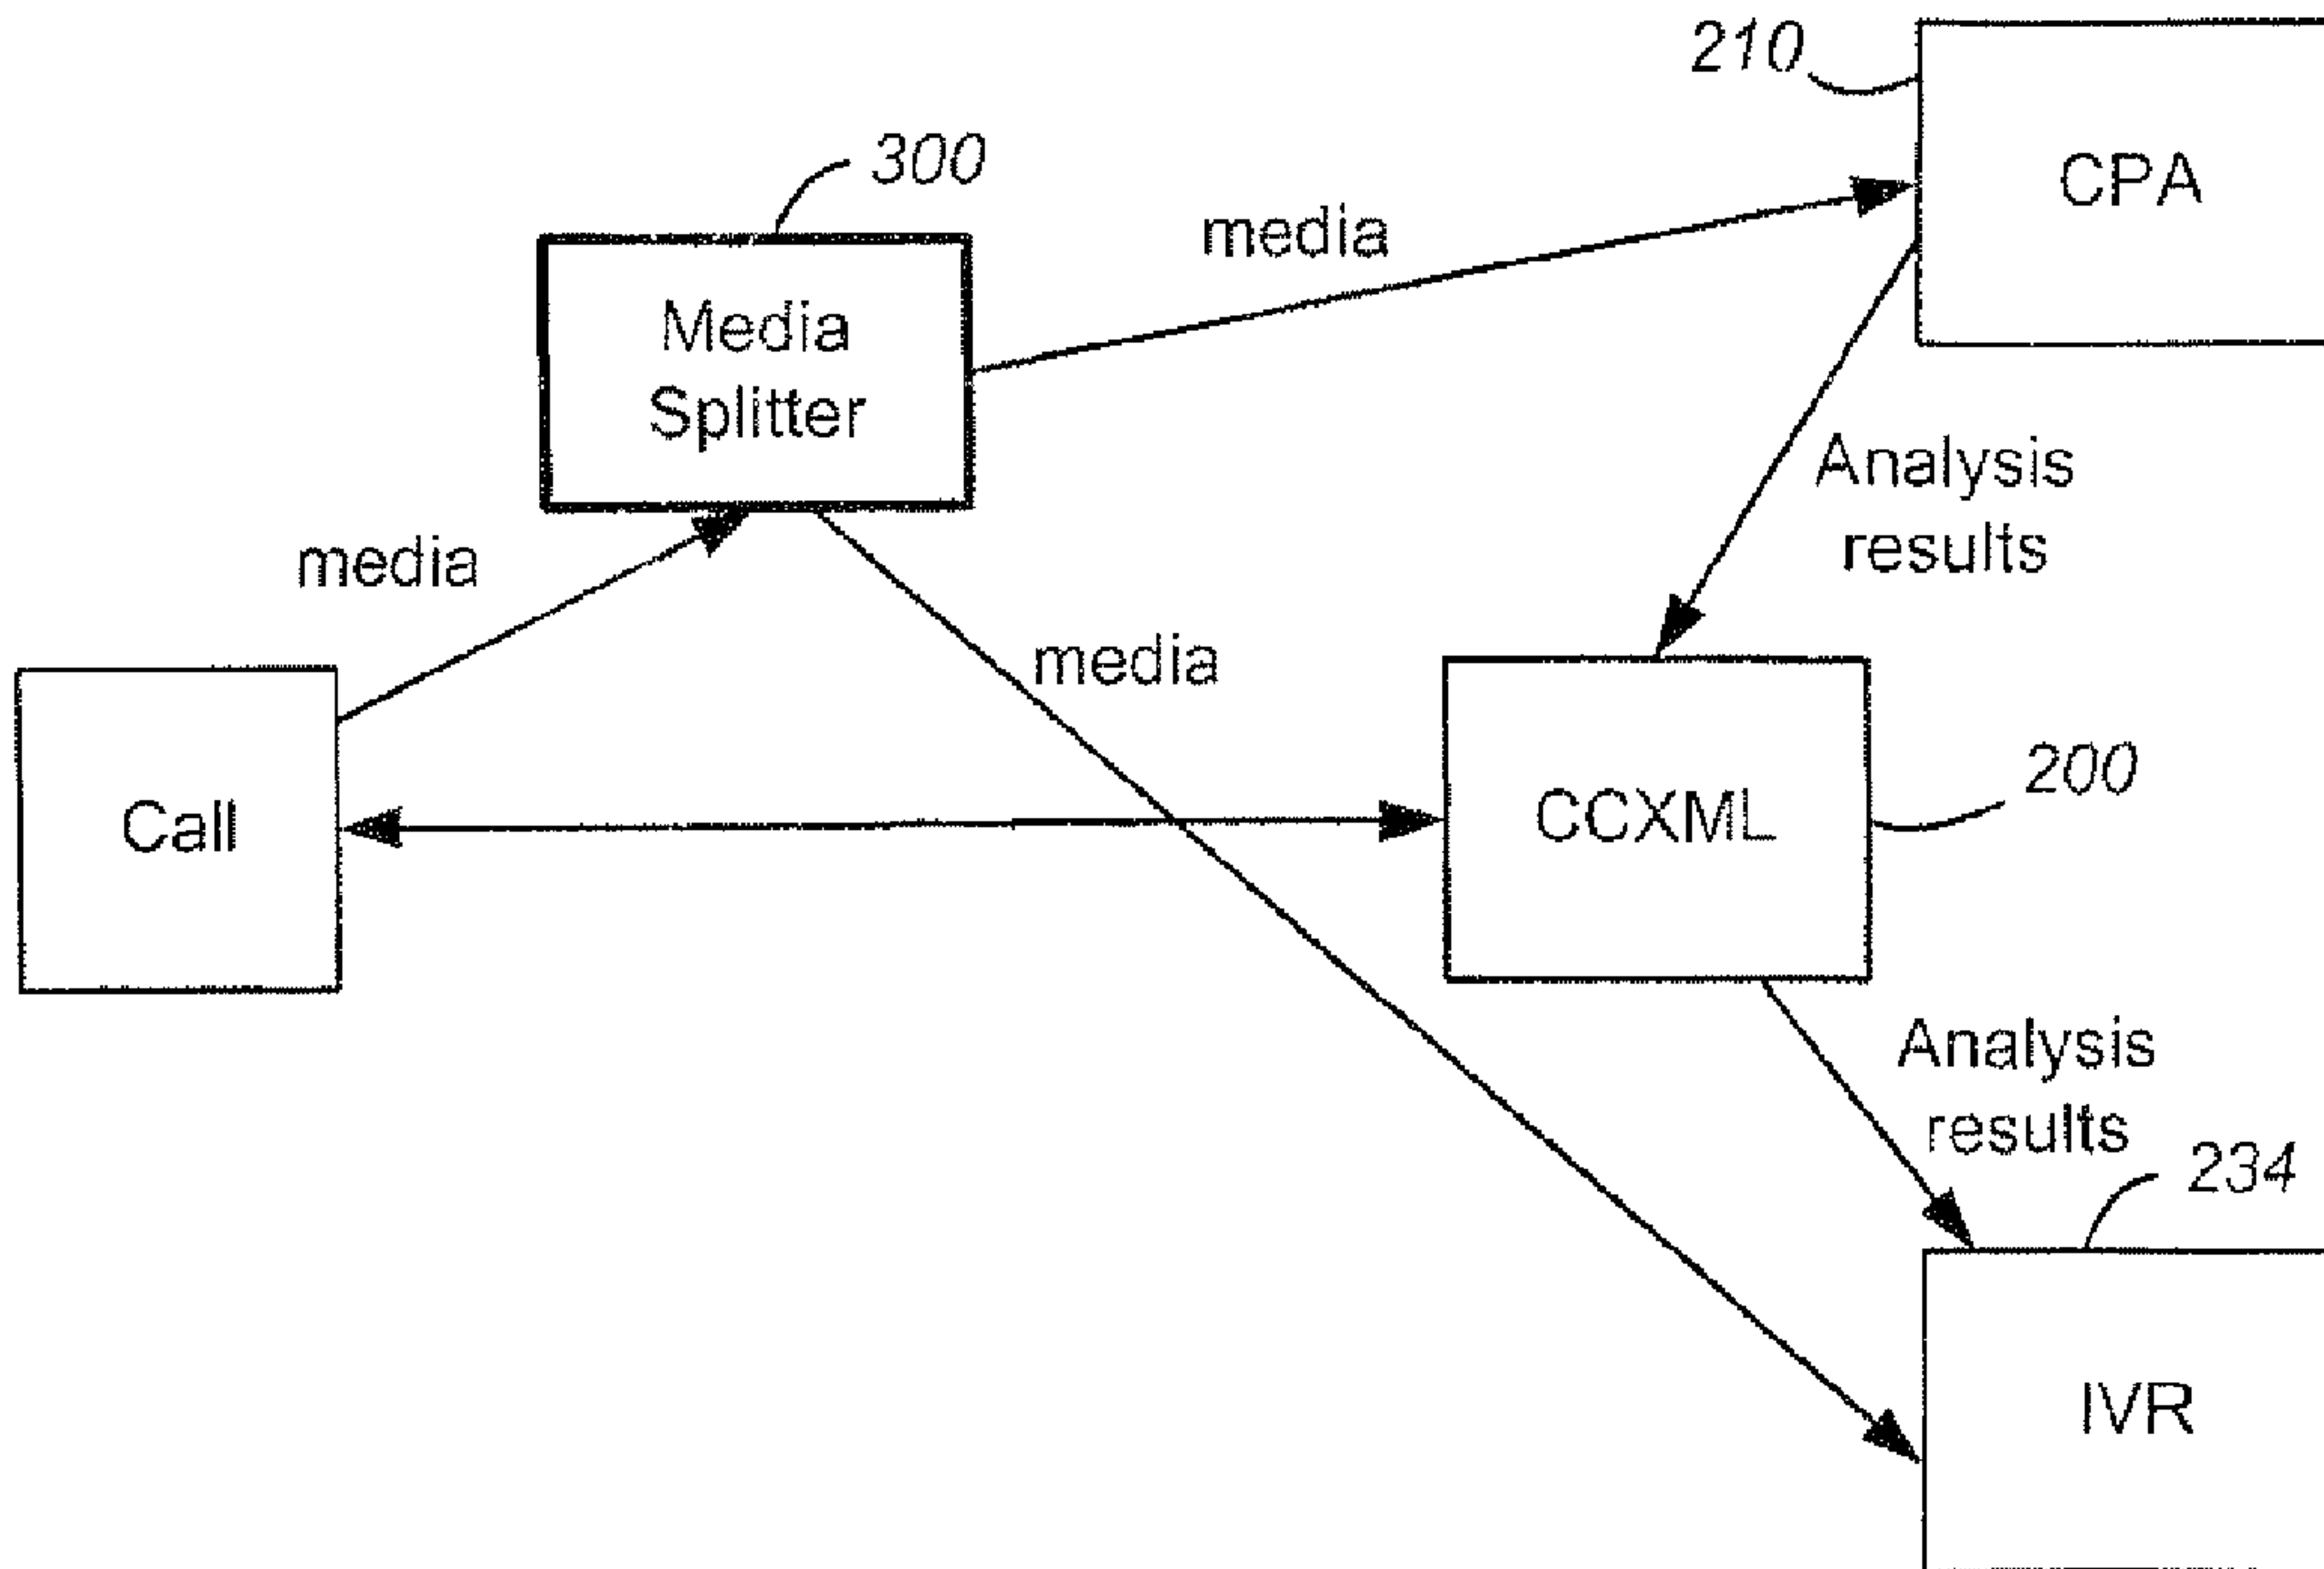 210
CPA
300
media
Media
Splitter
Analysis
results
media
media
Call
CCXML
200
Analysis
results
234
IVR